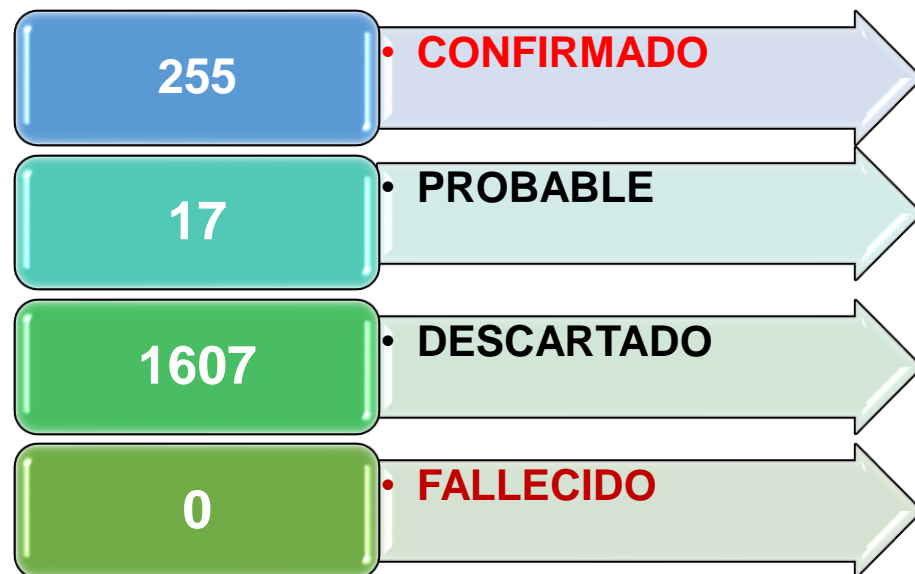 255
• CONFIRMADO
17
• PROBABLE
1607
• DESCARTADO
0
• FALLECIDO